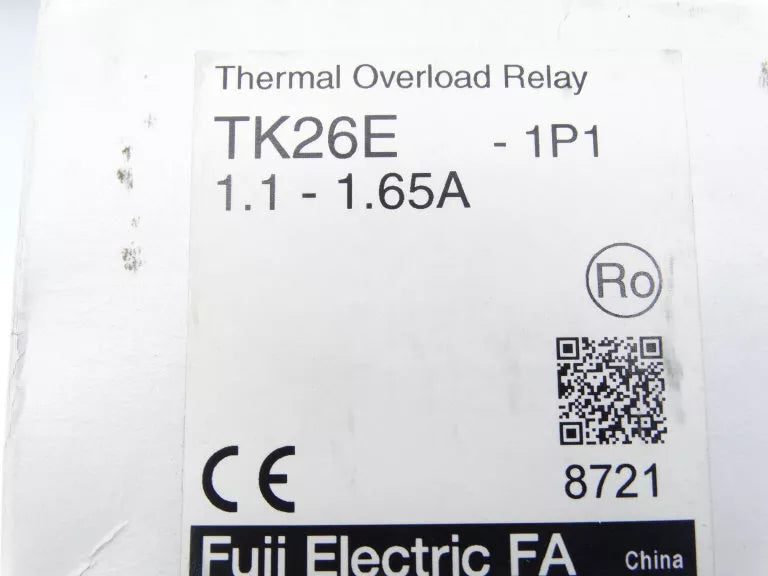 Thermal Overload Relay
TK26E - 1P1
1.1 - 1.65A
Ro
CE
8721
Fuji Electric FA China